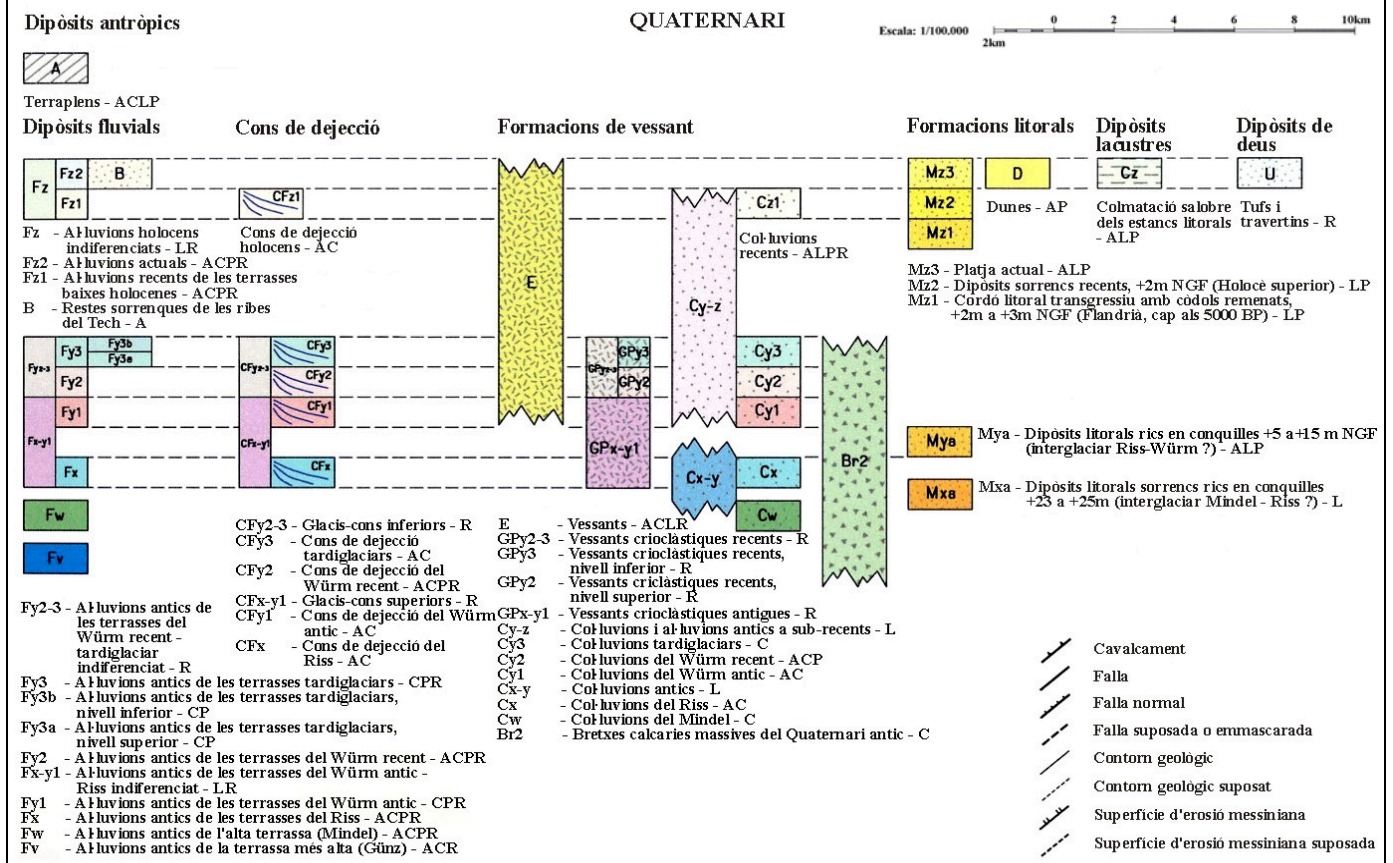 Dipòsits antròpics
QUATERNARI
Escala: 1/100.000
0 2 4 6 8 10km
2km
A
Terraplens - ACLP
Dipòsits fluvials
Cons de dejecció
Formacions de vessant
Formacions litorals
Dipòsits
lacustres
Dipòsits de
deus
Fz
Fz2
B
Fz1
CFz1
E
Cy-z
Cz1
Mz3
D
Cz
U
Mz2
Mz1
Fz - Al·luvions holocens
indiferenciats - LR
Fz2 - Al·luvions actuals - ACPR
Fz1 - Al·luvions recents de les terrasses
baixes holocenes - ACPR
B - Restes sorrenques de les ribes
del Tech - A
Cons de dejecció
holocens - AC
Col·luvions
recents - ALPR
Dunes - AP
Colmatació salobre
dels estancs litorals
- ALP
Tufs i
travertins - R
Mz3 - Platja actual - ALP
Mz2 - Dipòsits sorrencs recents, +2m NGF (Holocè superior) - LP
Mz1 - Cordó litoral transgressiu amb còdols remenats,
+2m a +3m NGF (Flandrià, cap als 5000 BP) - LP
Fy2-3
Fy3
Fy3b
Fy3a
Fy2
Fx-y1
Fy1
Fx
Fw
Fv
CFy2-3
CFy3
CFy2
CFx-y1
CFy1
CFx
GPy2-3
GPy3
GPy2
GPx-y1
Cy3
Cy2
Cy1
Cx-y
Cx
Cw
Br2
Mya
Mya - Dipòsits litorals rics en conquilles +5 a+15 m NGF
(interglaciar Riss-Würm ?) - ALP
Mxa
Mxa - Dipòsits litorals sorrencs rics en conquilles
+23 a +25m (interglaciar Mindel - Riss ?) - L
Fy2-3 - Al·luvions antics de
les terrasses del
Würm recent -
tardiglaciar
indiferenciat - R
Fy3 - Al·luvions antics de les terrasses tardiglaciars - CPR
Fy3b - Al·luvions antics de les terrasses tardiglaciars,
nivell inferior - CP
Fy3a - Al·luvions antics de les terrasses tardiglaciars,
nivell superior - CP
Fy2 - Al·luvions antics de les terrasses del Würm recent - ACPR
Fx-y1 - Al·luvions antics de les terrasses del Würm antic -
Riss indiferenciat - LR
Fy1 - Al·luvions antics de les terrasses del Würm antic - CPR
Fx - Al·luvions antics de les terrasses del Riss - ACPR
Fw - Al·luvions antics de l'alta terrassa (Mindel) - ACPR
Fv - Al·luvions antics de la terrassa més alta (Günz) - ACR
CFy2-3 - Glacis-cons inferiors - R
CFy3 - Cons de dejecció
tardiglaciars - AC
CFy2 - Cons de dejecció del
Würm recent - ACPR
CFx-y1 - Glacis-cons superiors - R
CFy1 - Cons de dejecció del Würm
antic - AC
CFx - Cons de dejecció del
Riss - AC
E - Vessants - ACLR
GPy2-3 - Vessants crioclàstiques recents - R
GPy3 - Vessants crioclàstiques recents,
nivell inferior - R
GPy2 - Vessants criclàstiques recents,
nivell superior - R
GPx-y1 - Vessants crioclàstiques antigues - R
Cy-z - Col·luvions i al·luvions antics a sub-recents - L
Cy3 - Col·luvions tardiglaciars - C
Cy2 - Col·luvions del Würm recent - ACP
Cy1 - Col·luvions del Würm antic - AC
Cx-y - Col·luvions antics - L
Cx - Col·luvions del Riss - AC
Cw - Col·luvions del Mindel - C
Br2 - Bretxes calcaries massives del Quaternari antic - C
Cavalcament
Falla
Falla normal
Falla suposada o emmascarada
Contorn geològic
Contorn geològic suposat
Superfície d'erosió messiniana
Superfície d'erosió messiniana suposada